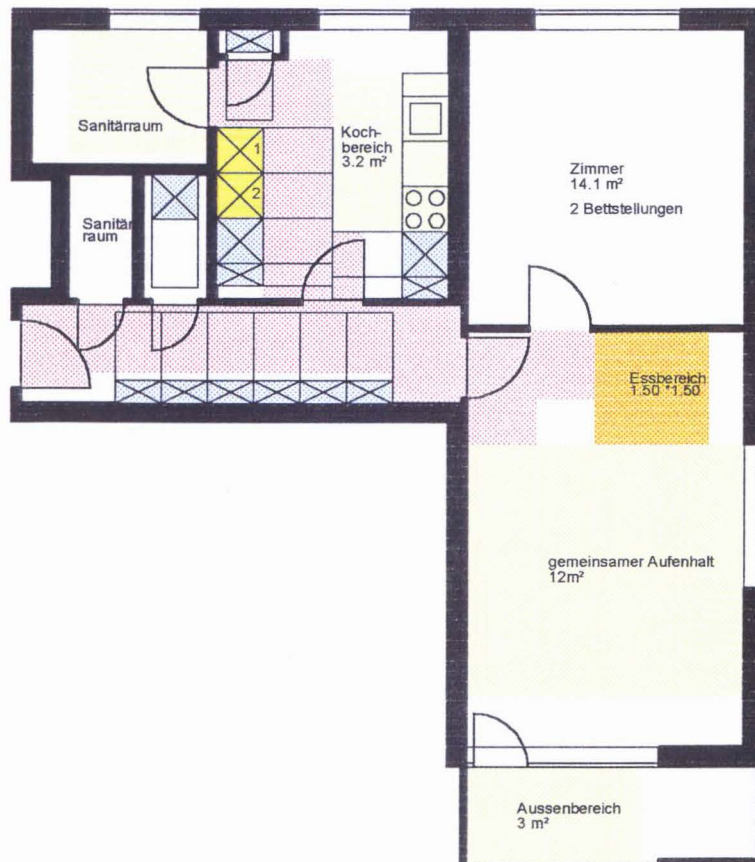 Sanitärraum
1
2
Koch-
bereich
3.2 m²
Zimmer
14.1 m²
2 Bettstellungen
Sanitär
raum
Essbereich
1.50 *1.50
gemeinsamer Aufenthalt
12m²
Aussenbereich
3 m²